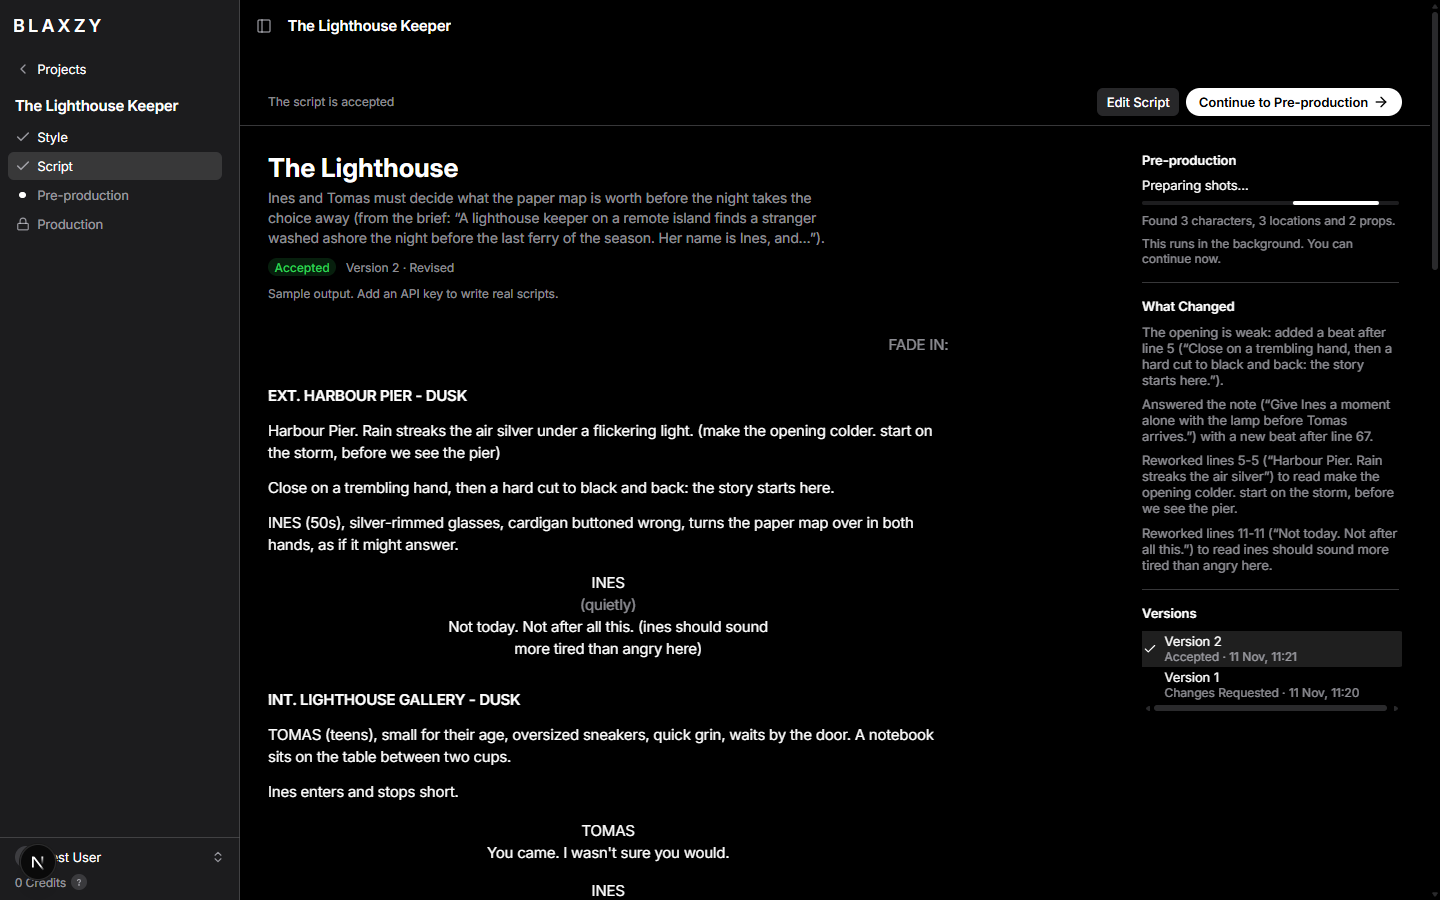 BLAXZY
Projects
The Lighthouse Keeper
Style
Script
Pre-production
Production
The Lighthouse Keeper
The script is accepted
Edit Script
Continue to Pre-production →
The Lighthouse
Ines and Tomas must decide what the paper map is worth before the night takes the
choice away (from the brief: “A lighthouse keeper on a remote island finds a stranger
washed ashore the night before the last ferry of the season. Her name is Ines, and…”).
Accepted
Version 2 · Revised
Sample output. Add an API key to write real scripts.
FADE IN:
EXT. HARBOUR PIER - DUSK
Harbour Pier. Rain streaks the air silver under a flickering light. (make the opening colder. start on
the storm, before we see the pier)
Close on a trembling hand, then a hard cut to black and back: the story starts here.
INES (50s), silver-rimmed glasses, cardigan buttoned wrong, turns the paper map over in both
hands, as if it might answer.
INES
(quietly)
Not today. Not after all this. (ines should sound
more tired than angry here)
INT. LIGHTHOUSE GALLERY - DUSK
TOMAS (teens), small for their age, oversized sneakers, quick grin, waits by the door. A notebook
sits on the table between two cups.
Ines enters and stops short.
TOMAS
You came. I wasn't sure you would.
INES
Pre-production
Preparing shots...
Found 3 characters, 3 locations and 2 props.
This runs in the background. You can
continue now.
What Changed
The opening is weak: added a beat after
line 5 (“Close on a trembling hand, then a
hard cut to black and back: the story
starts here.”).
Answered the note (“Give Ines a moment
alone with the lamp before Tomas
arrives.”) with a new beat after line 67.
Reworked lines 5-5 (“Harbour Pier. Rain
streaks the air silver”) to read make the
opening colder. start on the storm, before
we see the pier.
Reworked lines 11-11 (“Not today. Not after
all this.”) to read ines should sound more
tired than angry here.
Versions
Version 2
Accepted · 11 Nov, 11:21
Version 1
Changes Requested · 11 Nov, 11:20
N
est User
0 Credits
?